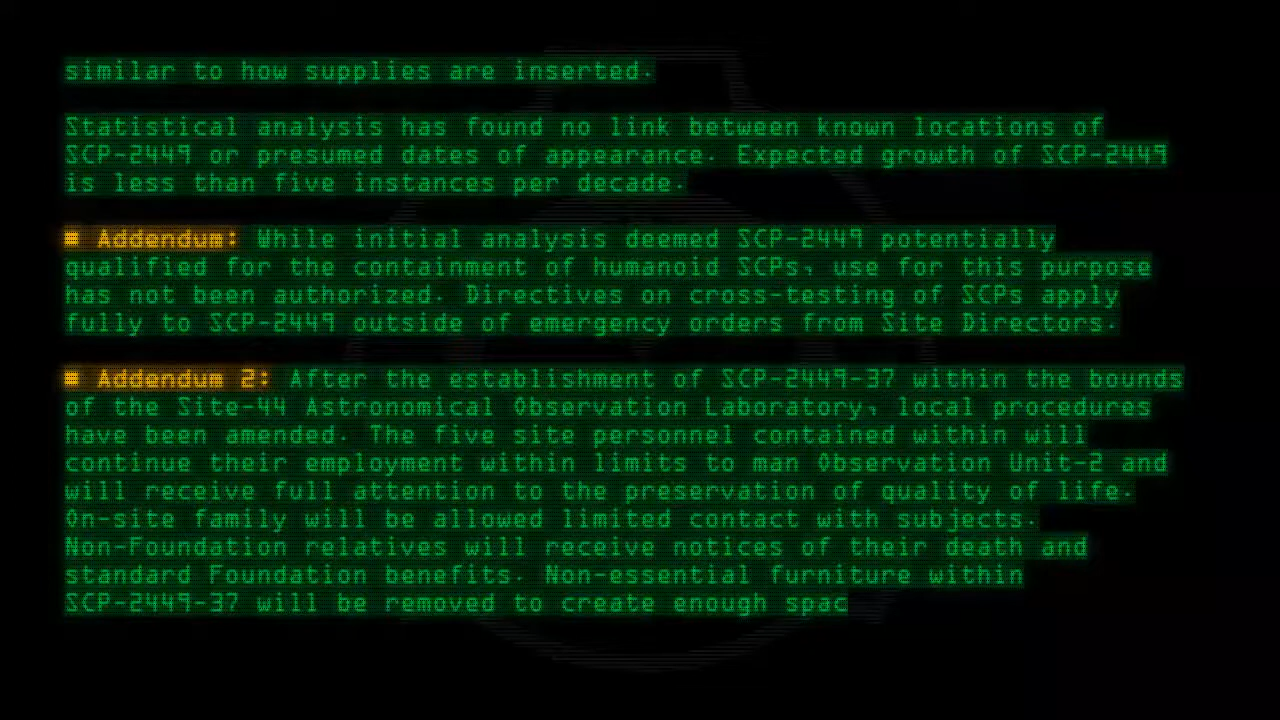 similar to how supplies are inserted.
Statistical analysis has found no link between known locations of
SCP-2449 or presumed dates of appearance. Expected growth of SCP-2449
is less than five instances per decade.
■ Addendum: While initial analysis deemed SCP-2449 potentially
qualified for the containment of humanoid SCPs, use for this purpose
has not been authorized. Directives on cross-testing of SCPs apply
fully to SCP-2449 outside of emergency orders from Site Directors.
■ Addendum 2: After the establishment of SCP-2449-37 within the bounds
of the Site-44 Astronomical Observation Laboratory, local procedures
have been amended. The five site personnel contained within will
continue their employment within limits to man Observation Unit-2 and
will receive full attention to the preservation of quality of life.
On-site family will be allowed limited contact with subjects.
Non-Foundation relatives will receive notices of their death and
standard Foundation benefits. Non-essential furniture within
SCP-2449-37 will be removed to create enough spac